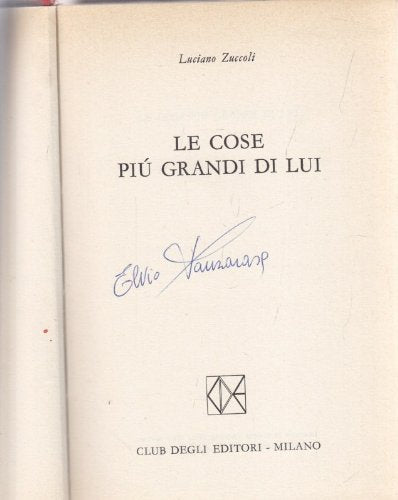 Luciano Zuccoli
LE COSE
PIÚ GRANDI DI LUI
Elvio
CLUB DEGLI EDITORI - MILANO